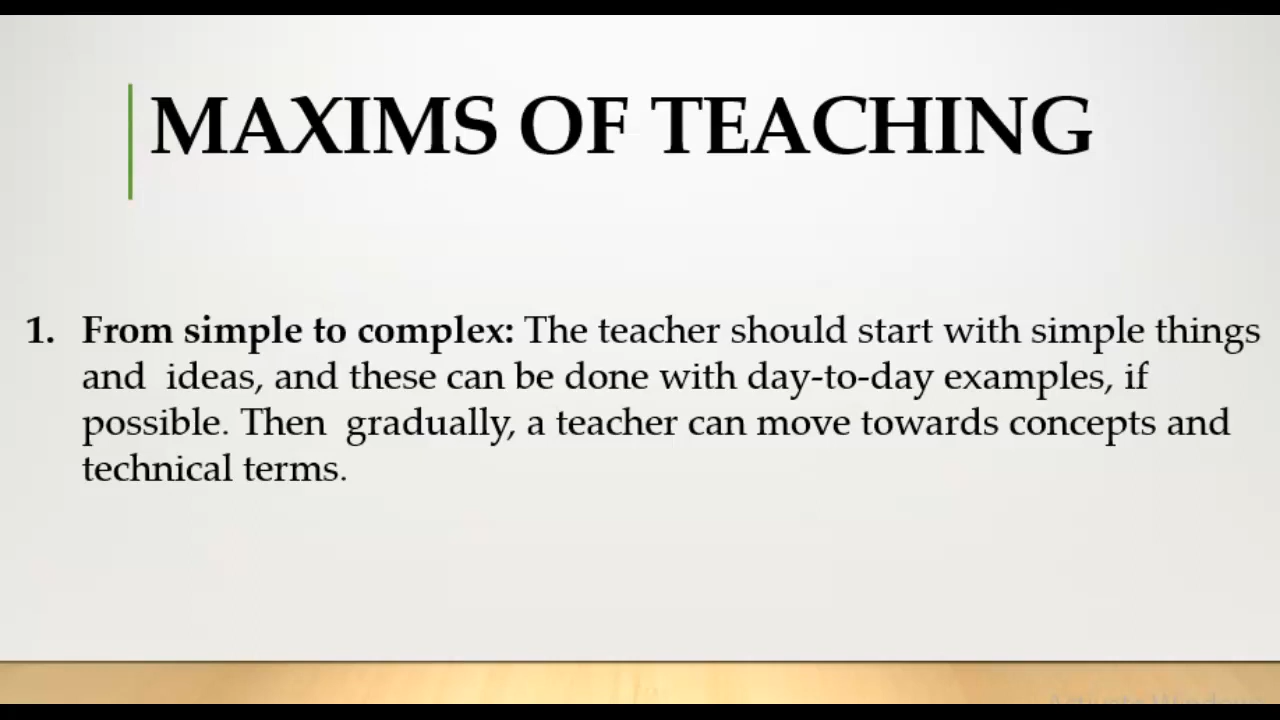 MAXIMS OF TEACHING
1. From simple to complex: The teacher should start with simple things
and ideas, and these can be done with day-to-day examples, if
possible. Then gradually, a teacher can move towards concepts and
technical terms.